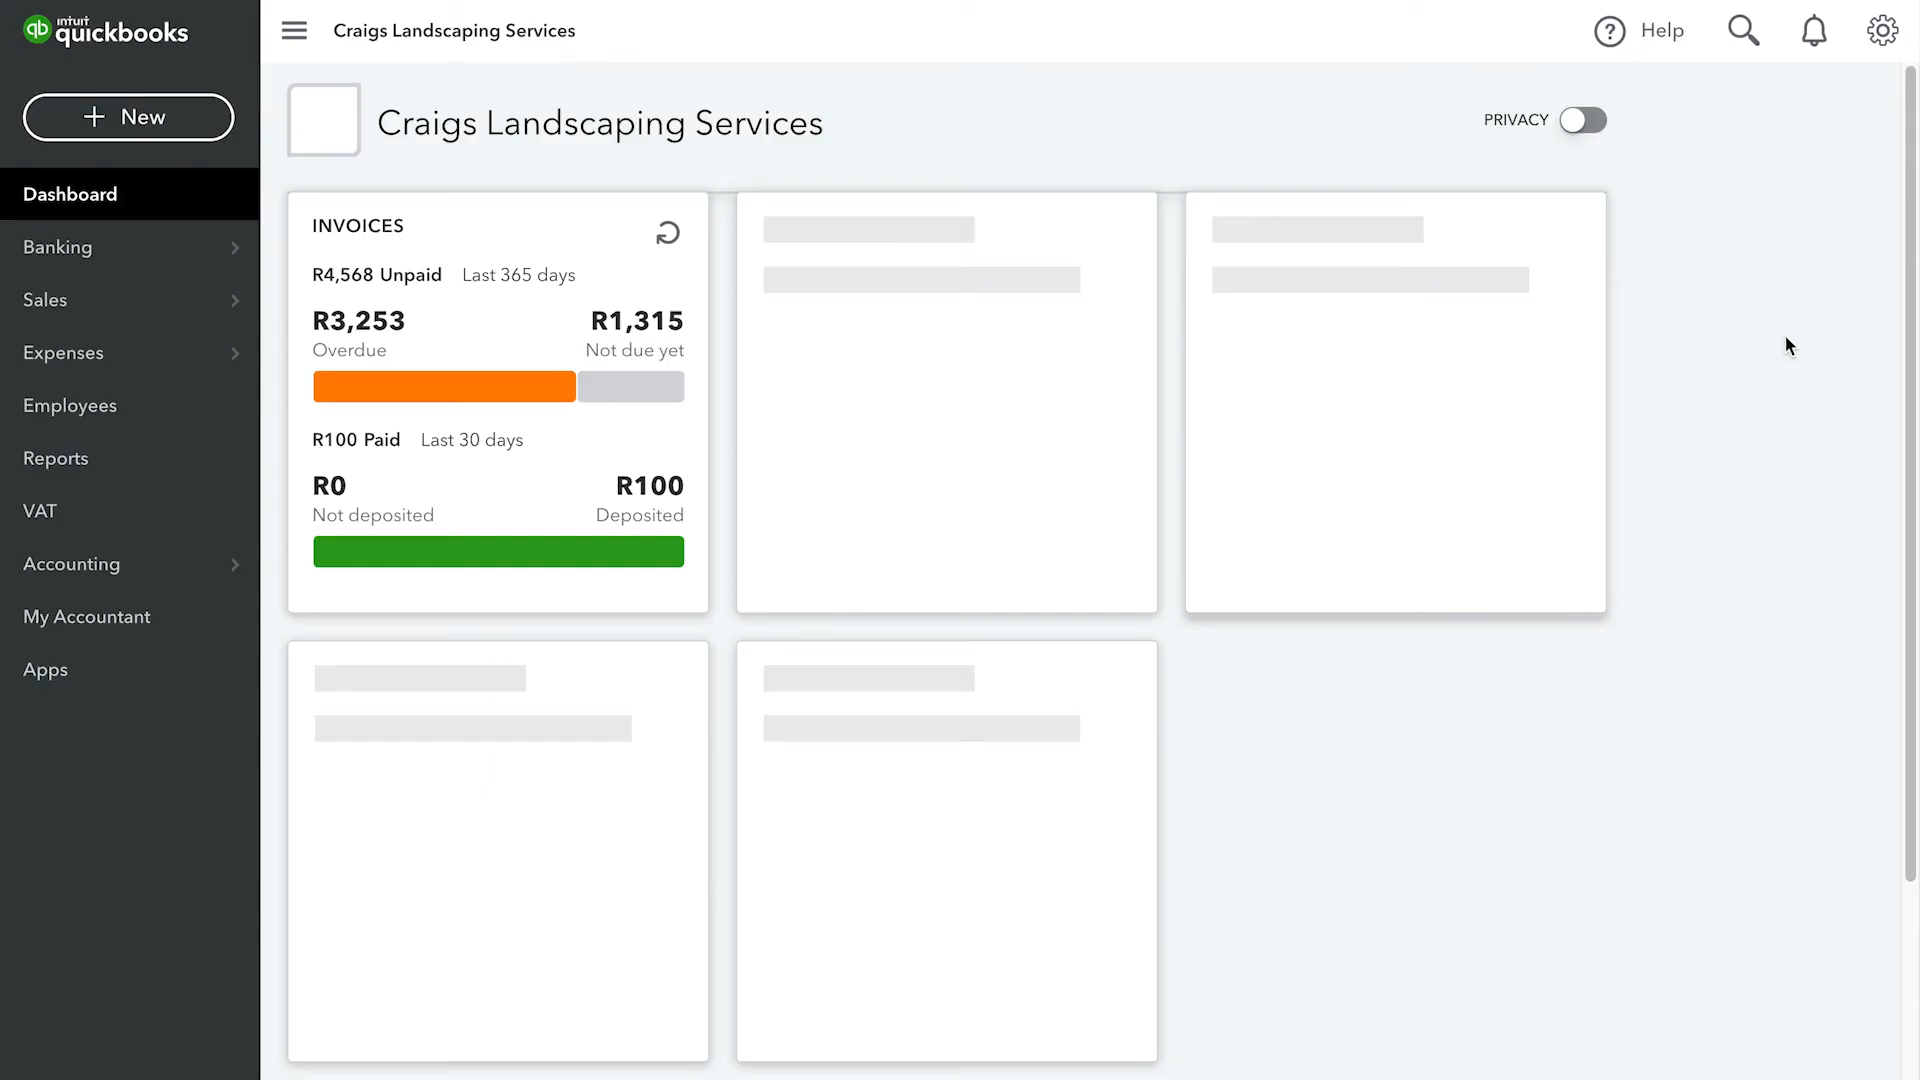 intuit
quickbooks
New
Dashboard
Banking
Sales
Expenses
Employees
Reports
VAT
Accounting
My Accountant
Apps
Craigs Landscaping Services
Help
Craigs Landscaping Services
PRIVACY
INVOICES
R4,568 Unpaid Last 365 days
R3,253 R1,315
Overdue Not due yet
R100 Paid Last 30 days
R0 R100
Not deposited Deposited